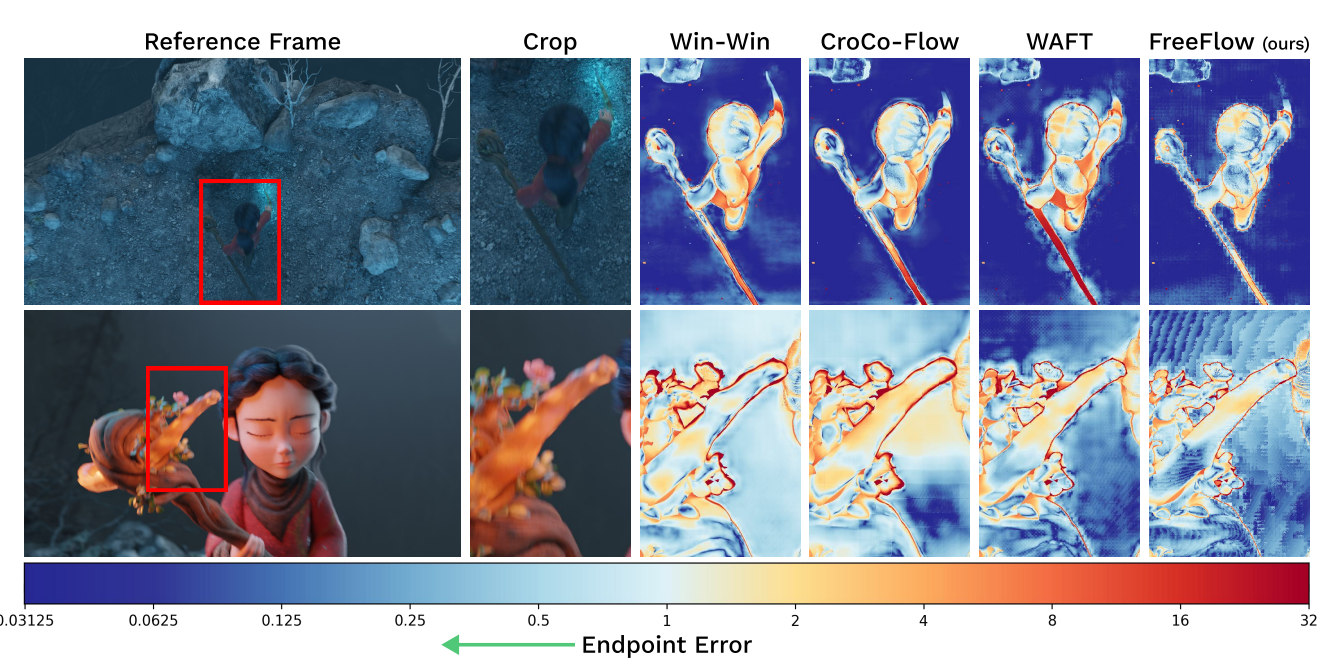 Reference Frame Crop Win-Win CroCo-Flow WAFT FreeFlow (ours)
0.03125 0.0625 0.125 0.25 0.5 1 2 4 8 16 32
Endpoint Error